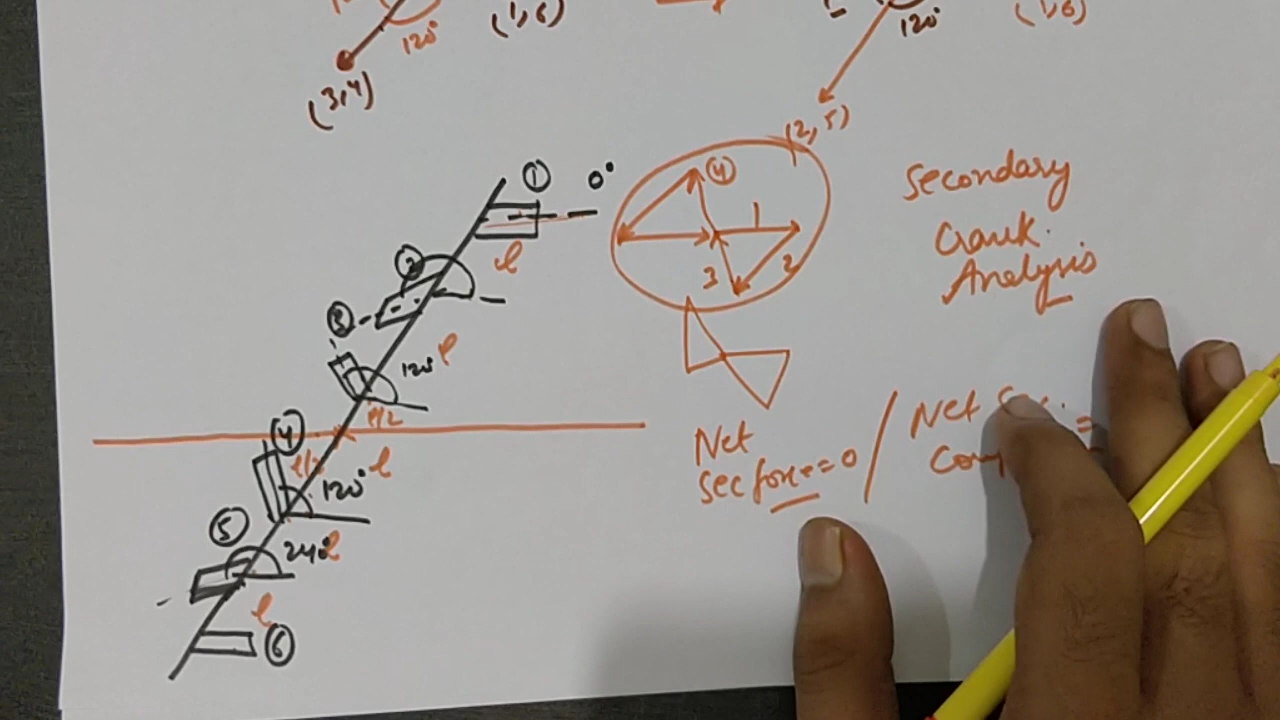 120°
(1,6)
120°
(1,6)
(3,4)
(2,5)
① 0°
l
②
③
120° l
l/2
④
l/2 l
120°
⑤
240° l
l
⑥
④
1
3 2
Secondary
Crank
Analysis
Net
Sec force = 0 /
Net
=